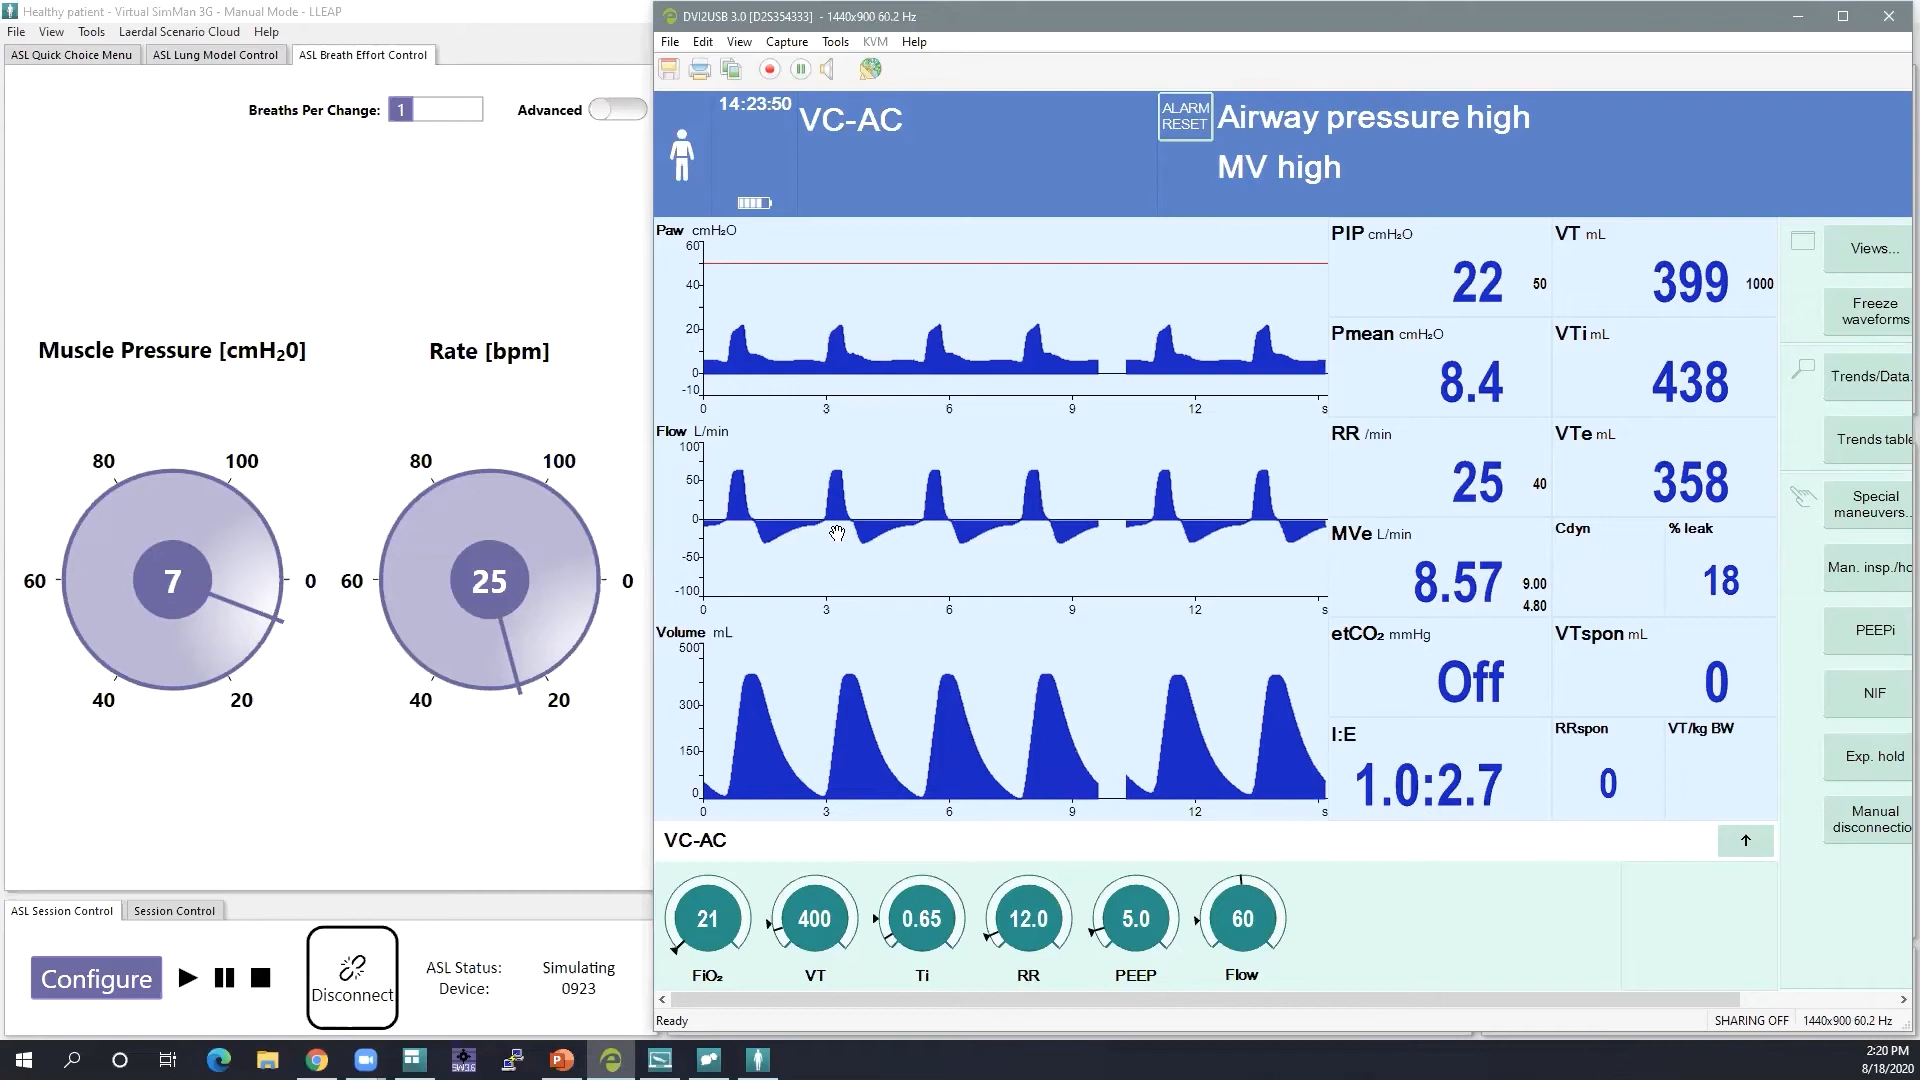 Healthy patient - Virtual SimMan 3G - Manual Mode - LLEAP
File View Tools Laerdal Scenario Cloud Help
ASL Quick Choice Menu ASL Lung Model Control ASL Breath Effort Control
Breaths Per Change: 1 Advanced
Muscle Pressure [cmH₂0] Rate [bpm]
80 100 80 100
60 7 0 60 25 0
40 20 40 20
ASL Session Control Session Control
Configure
Disconnect
ASL Status: Simulating
Device: 0923
DVI2USB 3.0 [D2S354333] - 1440x900 60.2 Hz
File Edit View Capture Tools KVM Help
14:23:50
VC-AC
ALARM
RESET
Airway pressure high
MV high
Paw cmH₂O
60
40
20
0
-10
0 3 6 9 12 s
Flow L/min
100
50
0
-50
-100
0 3 6 9 12 s
Volume mL
500
300
150
0
0 3 6 9 12 s
PIP cmH₂O
22 50
VT mL
399 1000
Pmean cmH₂O
8.4
VTi mL
438
RR /min
25 40
VTe mL
358
MVe L/min
8.57 9.00
4.80
Cdyn % leak
18
etCO₂ mmHg
Off
VTspon mL
0
I:E
1.0:2.7
RRspon VT/kg BW
0
Views...
Freeze
waveforms
Trends/Data.
Trends table
Special
maneuvers..
Man. insp./ho
PEEPi
NIF
Exp. hold
Manual
disconnectio
VC-AC
21 400 0.65 12.0 5.0 60
FiO₂ VT Ti RR PEEP Flow
Ready
SHARING OFF 1440x900 60.2 Hz
SW3.6
2:20 PM
8/18/2020